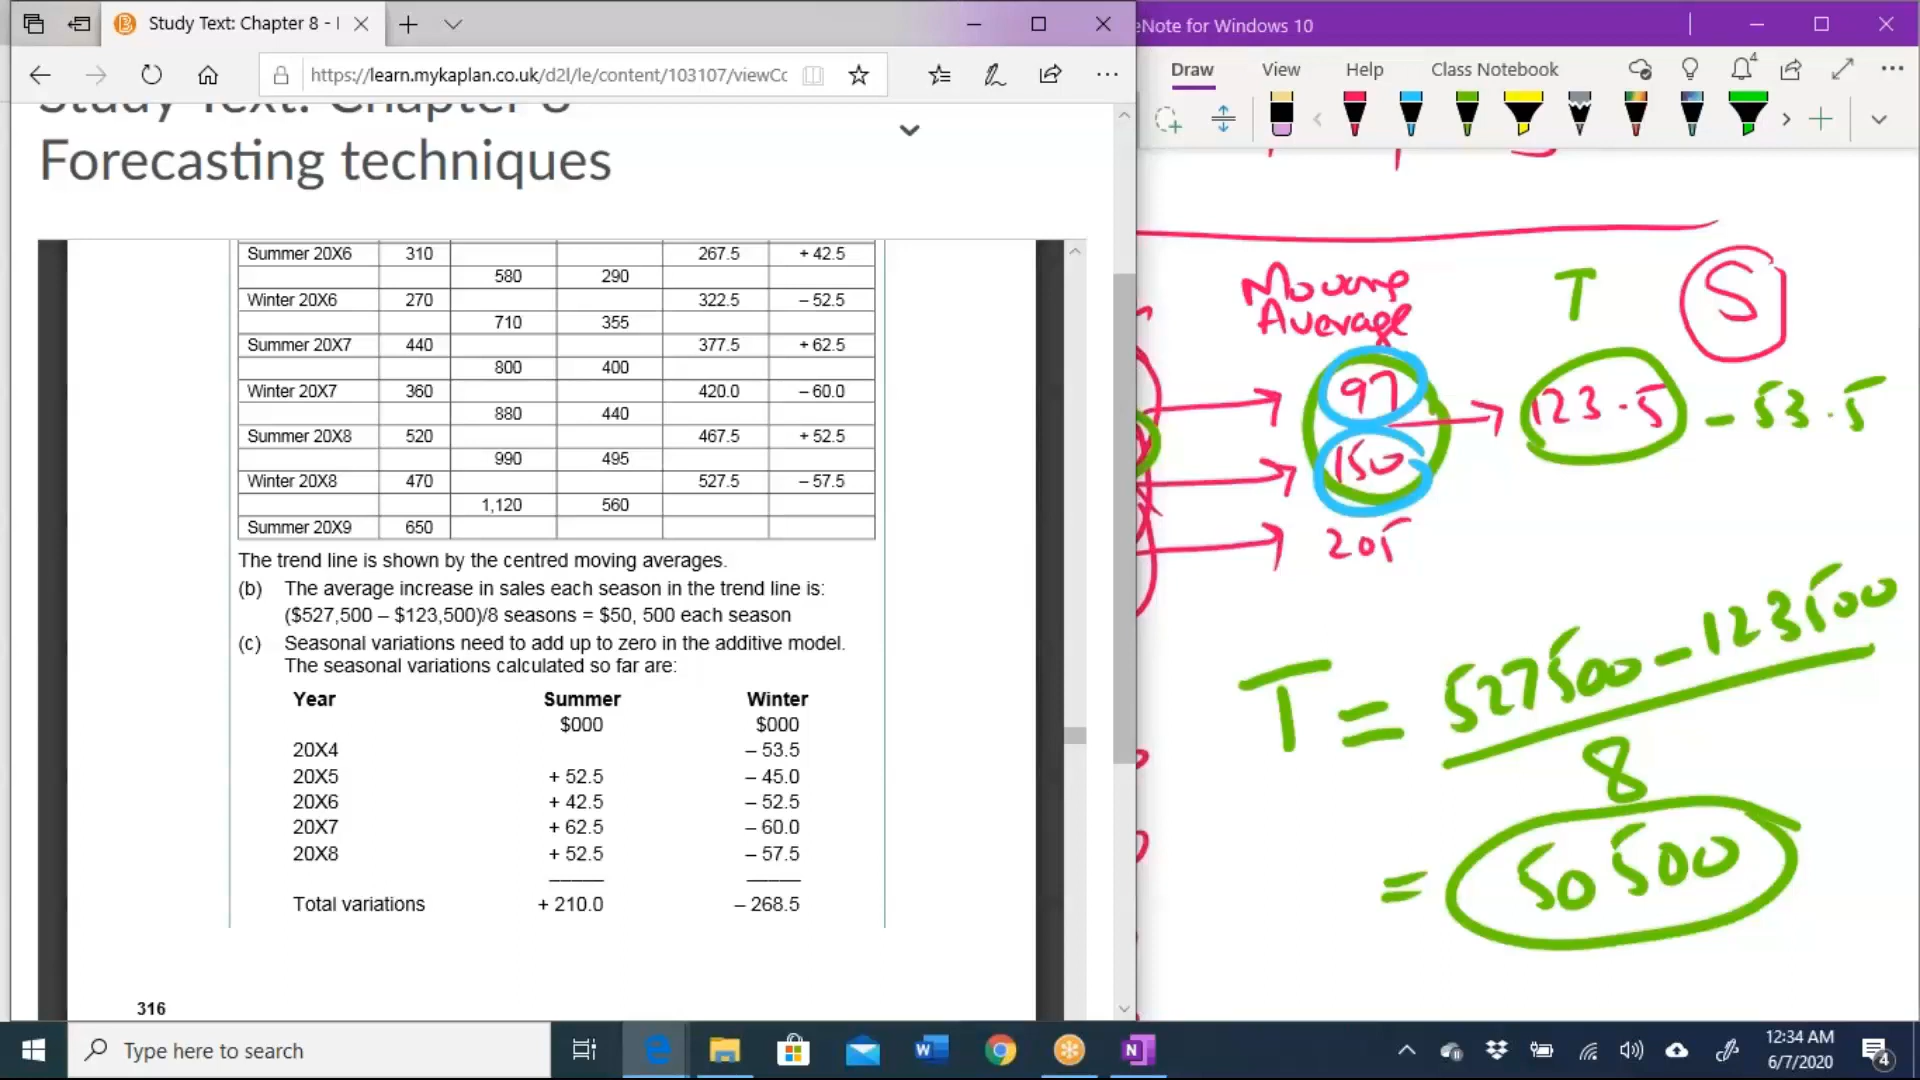 Study Text: Chapter 8 - I
eNote for Windows 10
https://learn.mykaplan.co.uk/d2l/le/content/103107/viewCc
Draw View Help Class Notebook
4
Study Text: Chapter 8
Forecasting techniques
Summer 20X6 310 267.5 + 42.5
580 290
Winter 20X6 270 322.5 – 52.5
710 355
Summer 20X7 440 377.5 + 62.5
800 400
Winter 20X7 360 420.0 – 60.0
880 440
Summer 20X8 520 467.5 + 52.5
990 495
Winter 20X8 470 527.5 – 57.5
1,120 560
Summer 20X9 650
The trend line is shown by the centred moving averages.
(b) The average increase in sales each season in the trend line is:
($527,500 – $123,500)/8 seasons = $50, 500 each season
(c) Seasonal variations need to add up to zero in the additive model.
The seasonal variations calculated so far are:
Year Summer Winter
$000 $000
20X4 – 53.5
20X5 + 52.5 – 45.0
20X6 + 42.5 – 52.5
20X7 + 62.5 – 60.0
20X8 + 52.5 – 57.5
Total variations + 210.0 – 268.5
316
Moving
Average
T
S
97
123.5 - 53.5
150
205
T = 527500 - 123500
8
= 50500
Type here to search
12:34 AM
6/7/2020
4